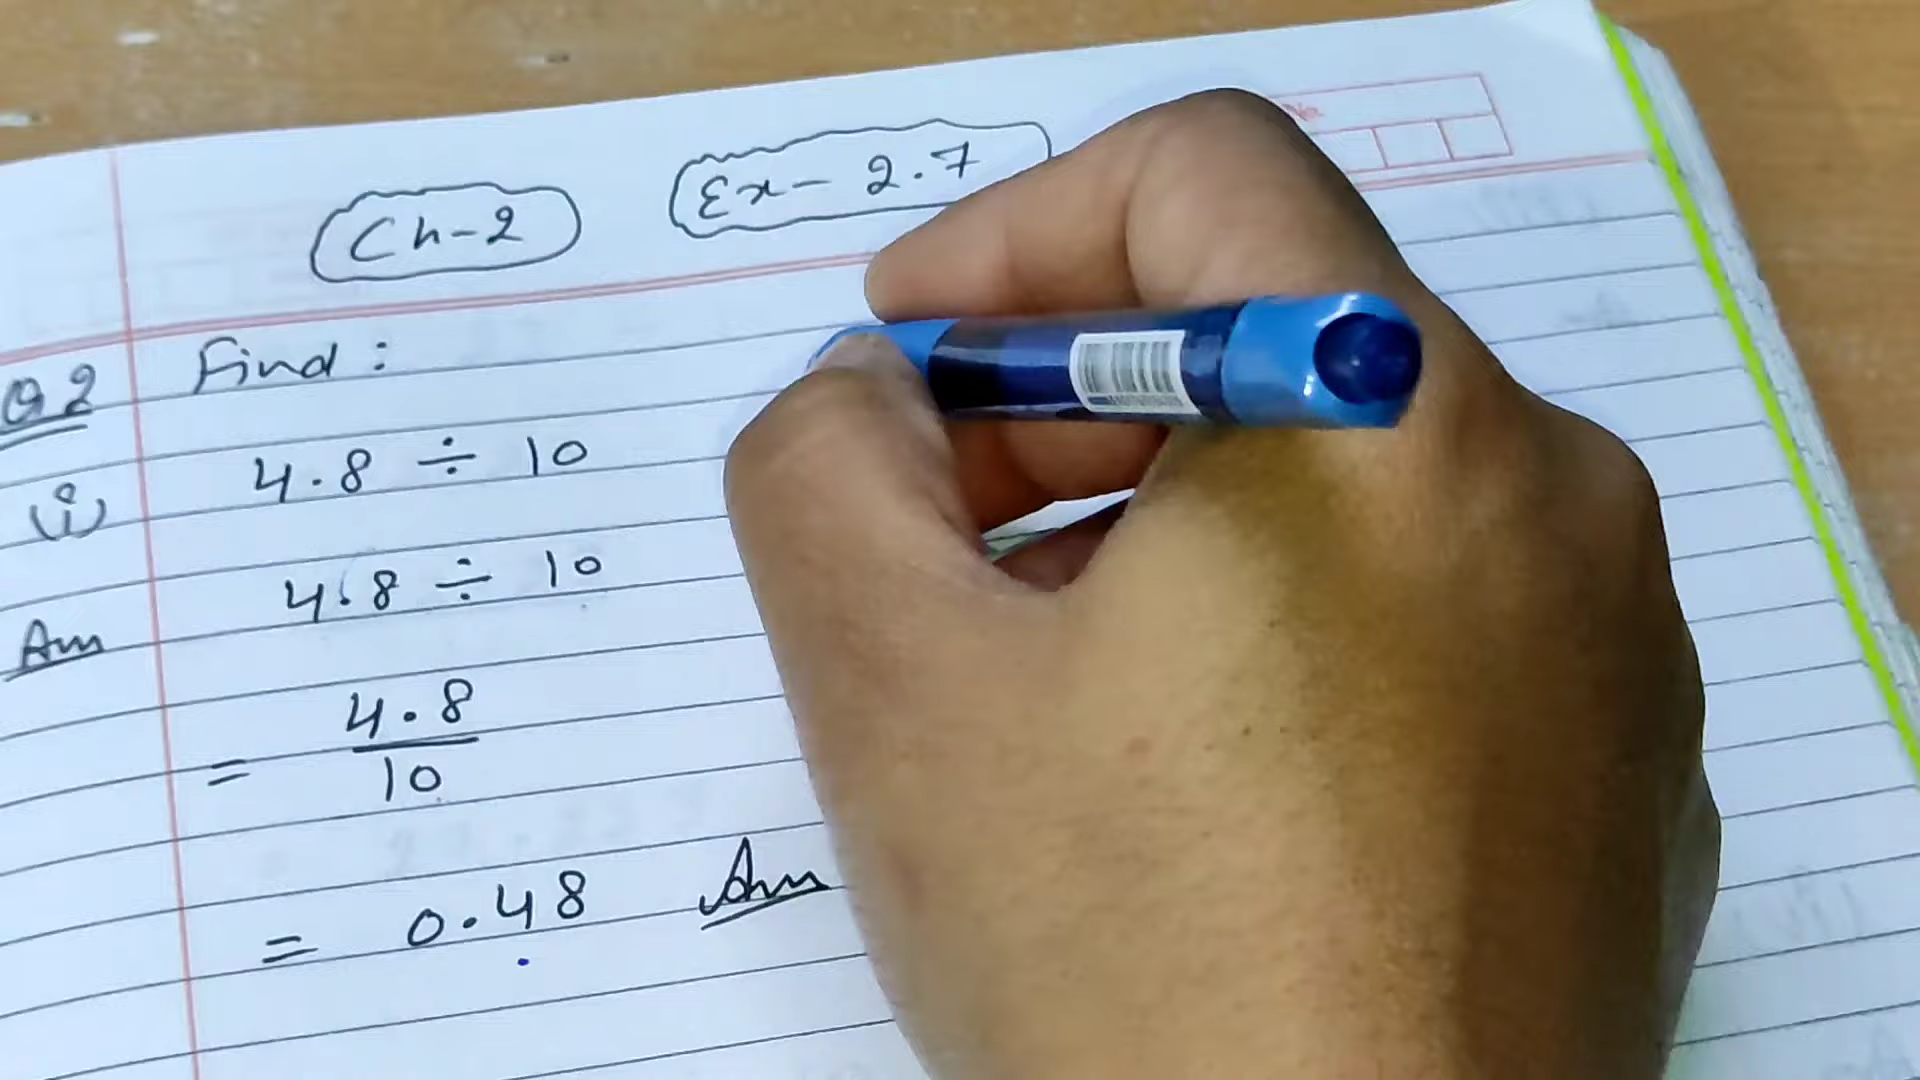 Ch-2 Ex- 2.7
No.
Q2 Find :
(i) 4.8 ÷ 10
Ans 4.8 ÷ 10
= 4.8/10
= 0.48 Ans